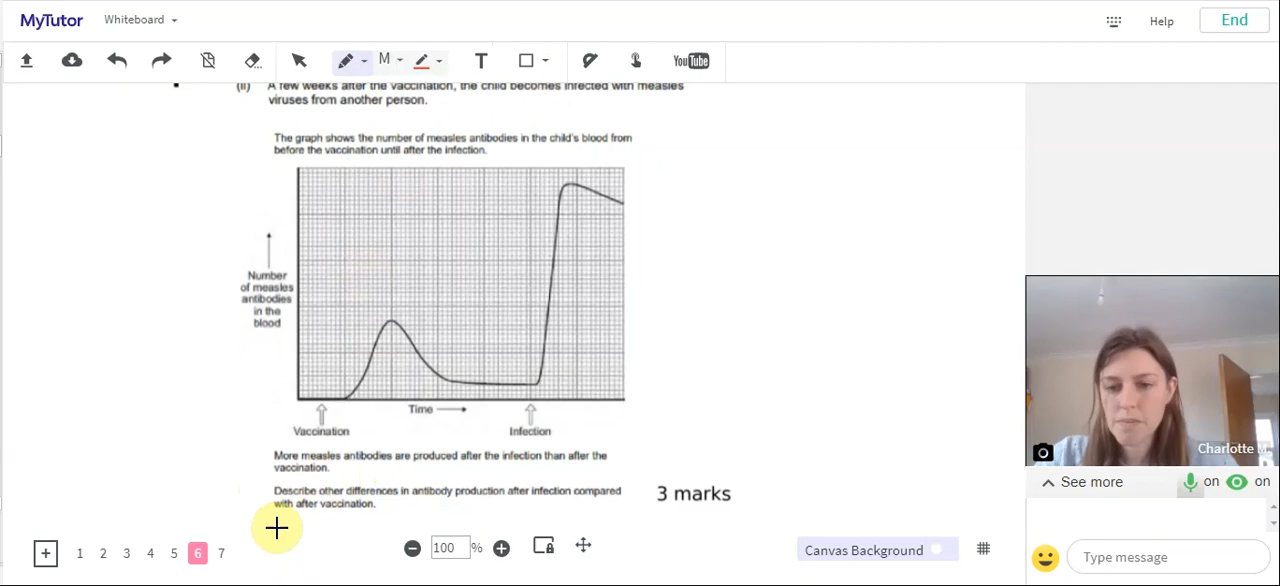 MyTutor
Whiteboard
Help
End
M
T
YouTube
(ii) A few weeks after the vaccination, the child becomes infected with measles
viruses from another person.
The graph shows the number of measles antibodies in the child's blood from
before the vaccination until after the infection.
Number
of measles
antibodies
in the
blood
Time
Vaccination
Infection
More measles antibodies are produced after the infection than after the
vaccination.
Describe other differences in antibody production after infection compared
with after vaccination.
3 marks
Charlotte M.
See more
on
on
1 2 3 4 5 6 7
100 %
Canvas Background
Type message